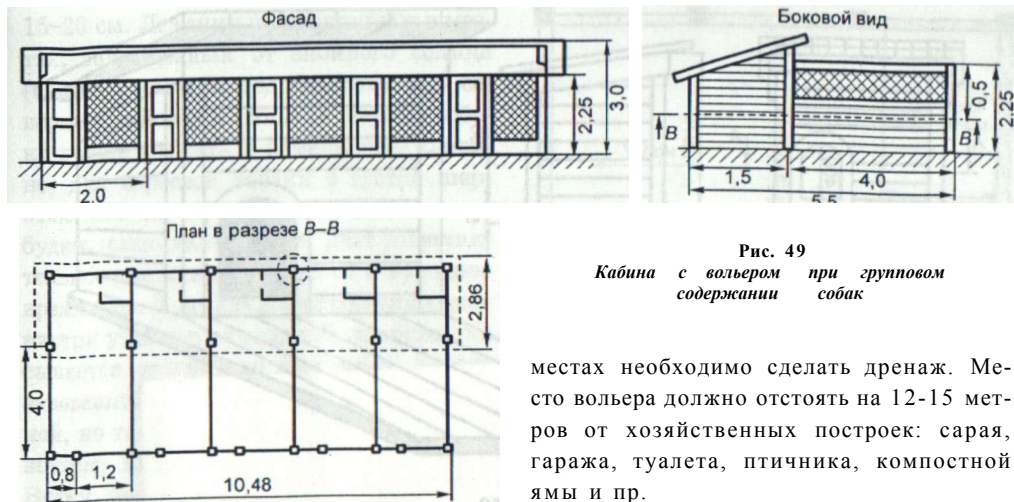 Фасад
2,25
3,0
2,0
Боковой вид
В
В
0,5
2,25
1,5
4,0
5,5
План в разрезе В–В
2,86
4,0
0,8
1,2
10,48
Рис. 49
Кабина с вольером при групповом
содержании собак
местах необходимо сделать дренаж. Ме-
сто вольера должно отстоять на 12-15 мет-
ров от хозяйственных построек: сарая,
гаража, туалета, птичника, компостной
ямы и пр.